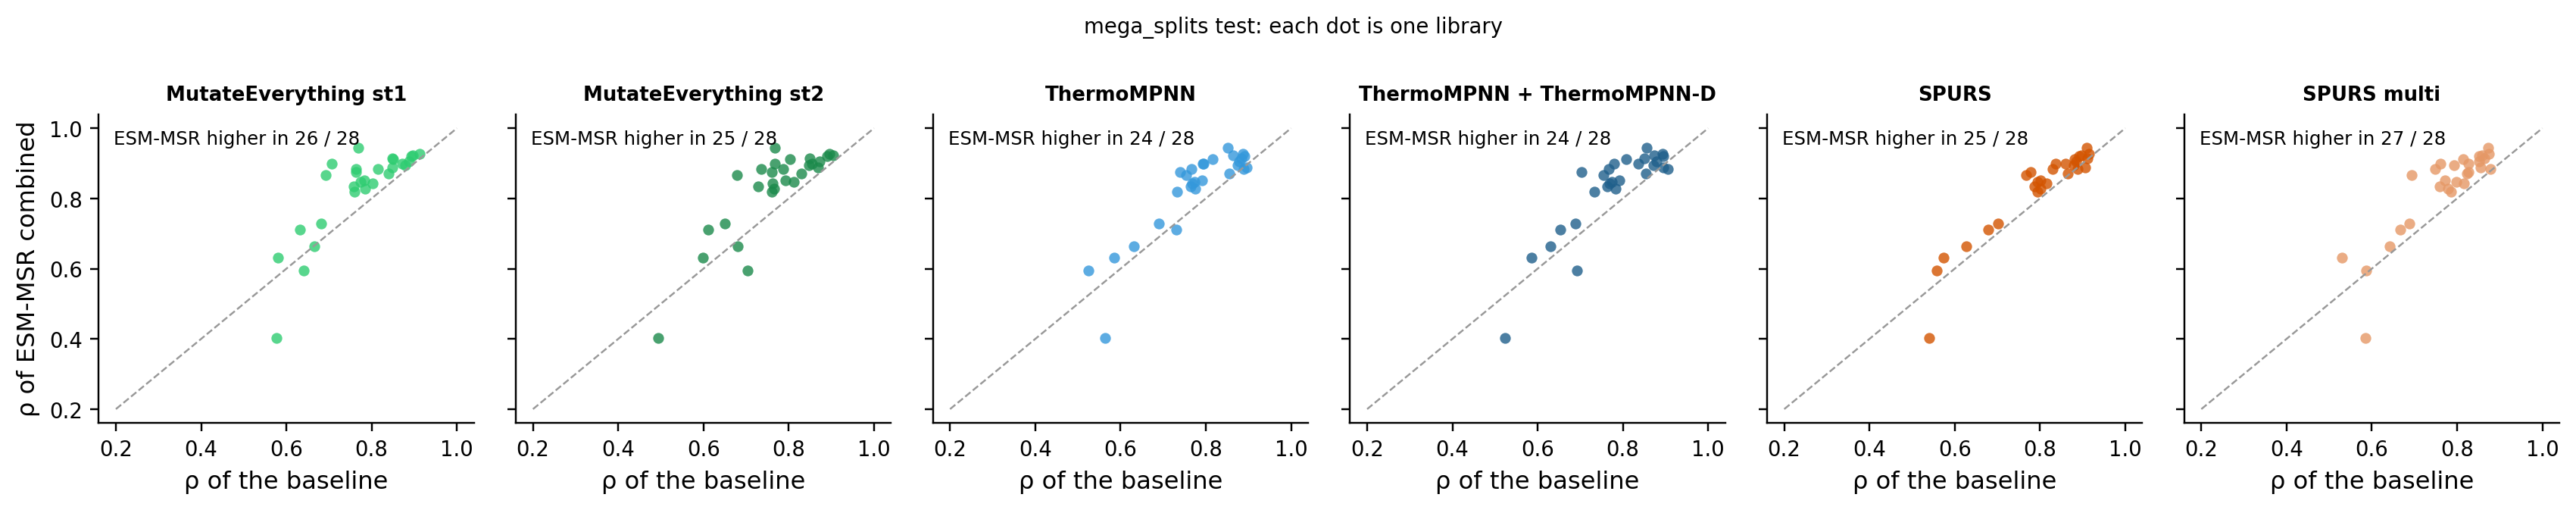 mega_splits test: each dot is one library
MutateEverything st1
MutateEverything st2
ThermoMPNN
ThermoMPNN + ThermoMPNN-D
SPURS
SPURS multi
ESM-MSR higher in 26 / 28
ESM-MSR higher in 25 / 28
ESM-MSR higher in 24 / 28
ESM-MSR higher in 24 / 28
ESM-MSR higher in 25 / 28
ESM-MSR higher in 27 / 28
ρ of ESM-MSR combined
1.0
0.8
0.6
0.4
0.2
0.2 0.4 0.6 0.8 1.0
0.2 0.4 0.6 0.8 1.0
0.2 0.4 0.6 0.8 1.0
0.2 0.4 0.6 0.8 1.0
0.2 0.4 0.6 0.8 1.0
0.2 0.4 0.6 0.8 1.0
ρ of the baseline
ρ of the baseline
ρ of the baseline
ρ of the baseline
ρ of the baseline
ρ of the baseline